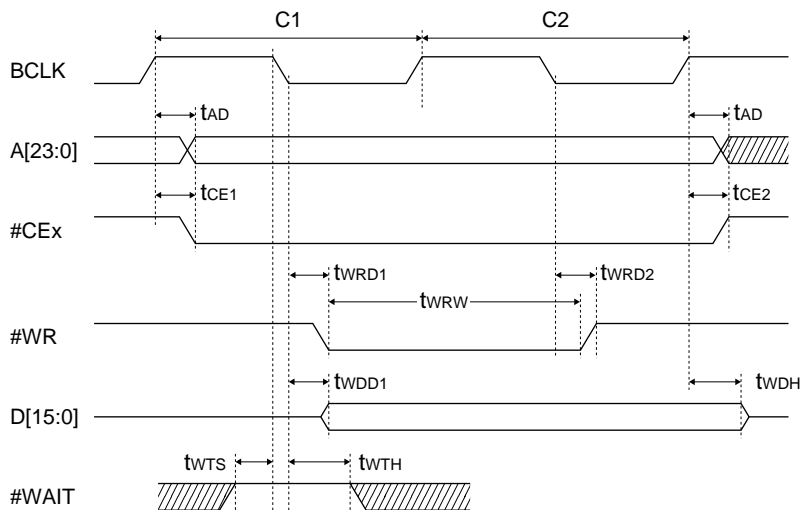 C1 C2
BCLK
tAD tAD
A[23:0]
tCE1 tCE2
#CEx
tWRD1 tWRW tWRD2
#WR
tWDD1 tWDH
D[15:0]
tWTS tWTH
#WAIT